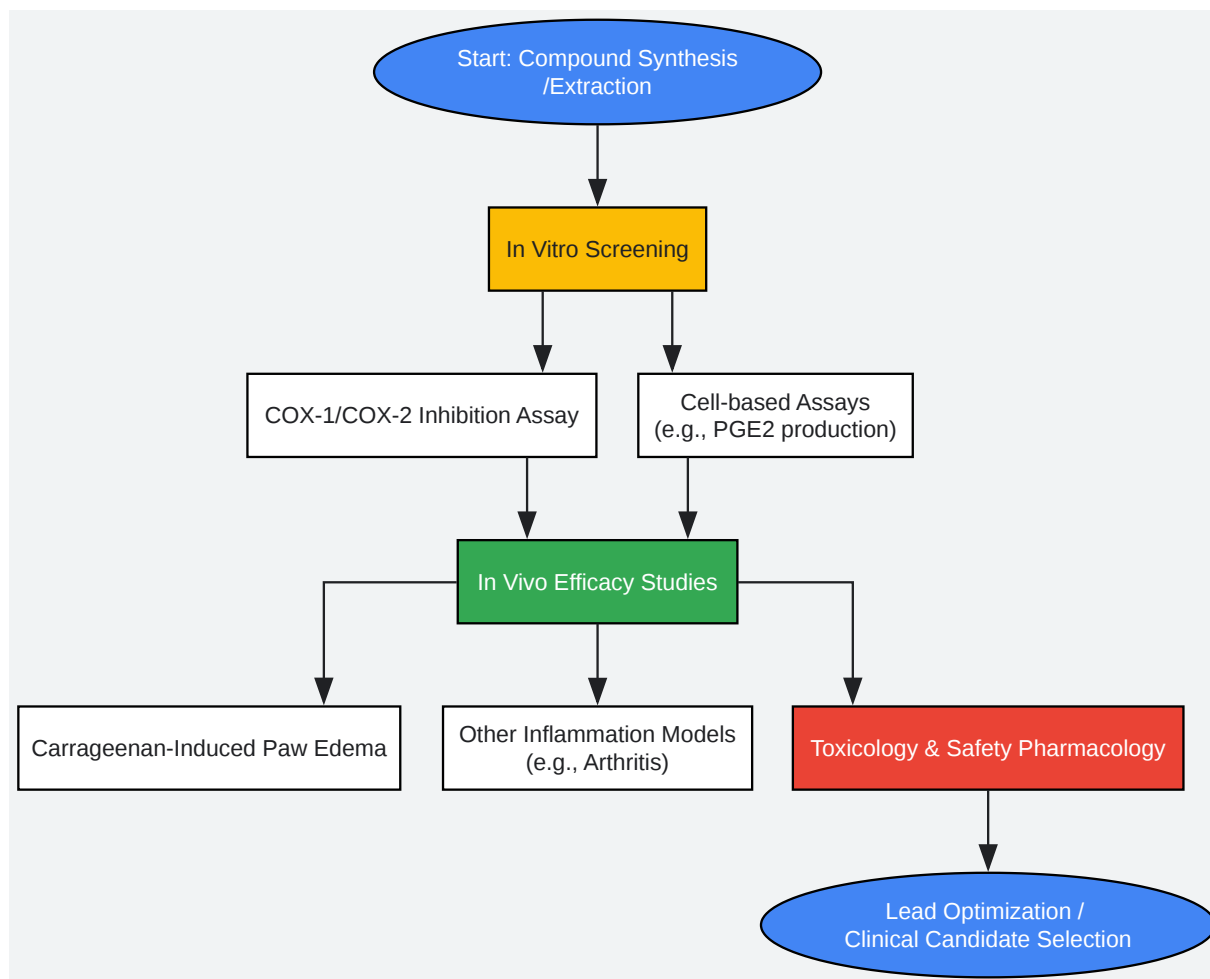 Start: Compound Synthesis
/Extraction
In Vitro Screening
COX-1/COX-2 Inhibition Assay
Cell-based Assays
(e.g., PGE2 production)
In Vivo Efficacy Studies
Carrageenan-Induced Paw Edema
Other Inflammation Models
(e.g., Arthritis)
Toxicology & Safety Pharmacology
Lead Optimization /
Clinical Candidate Selection